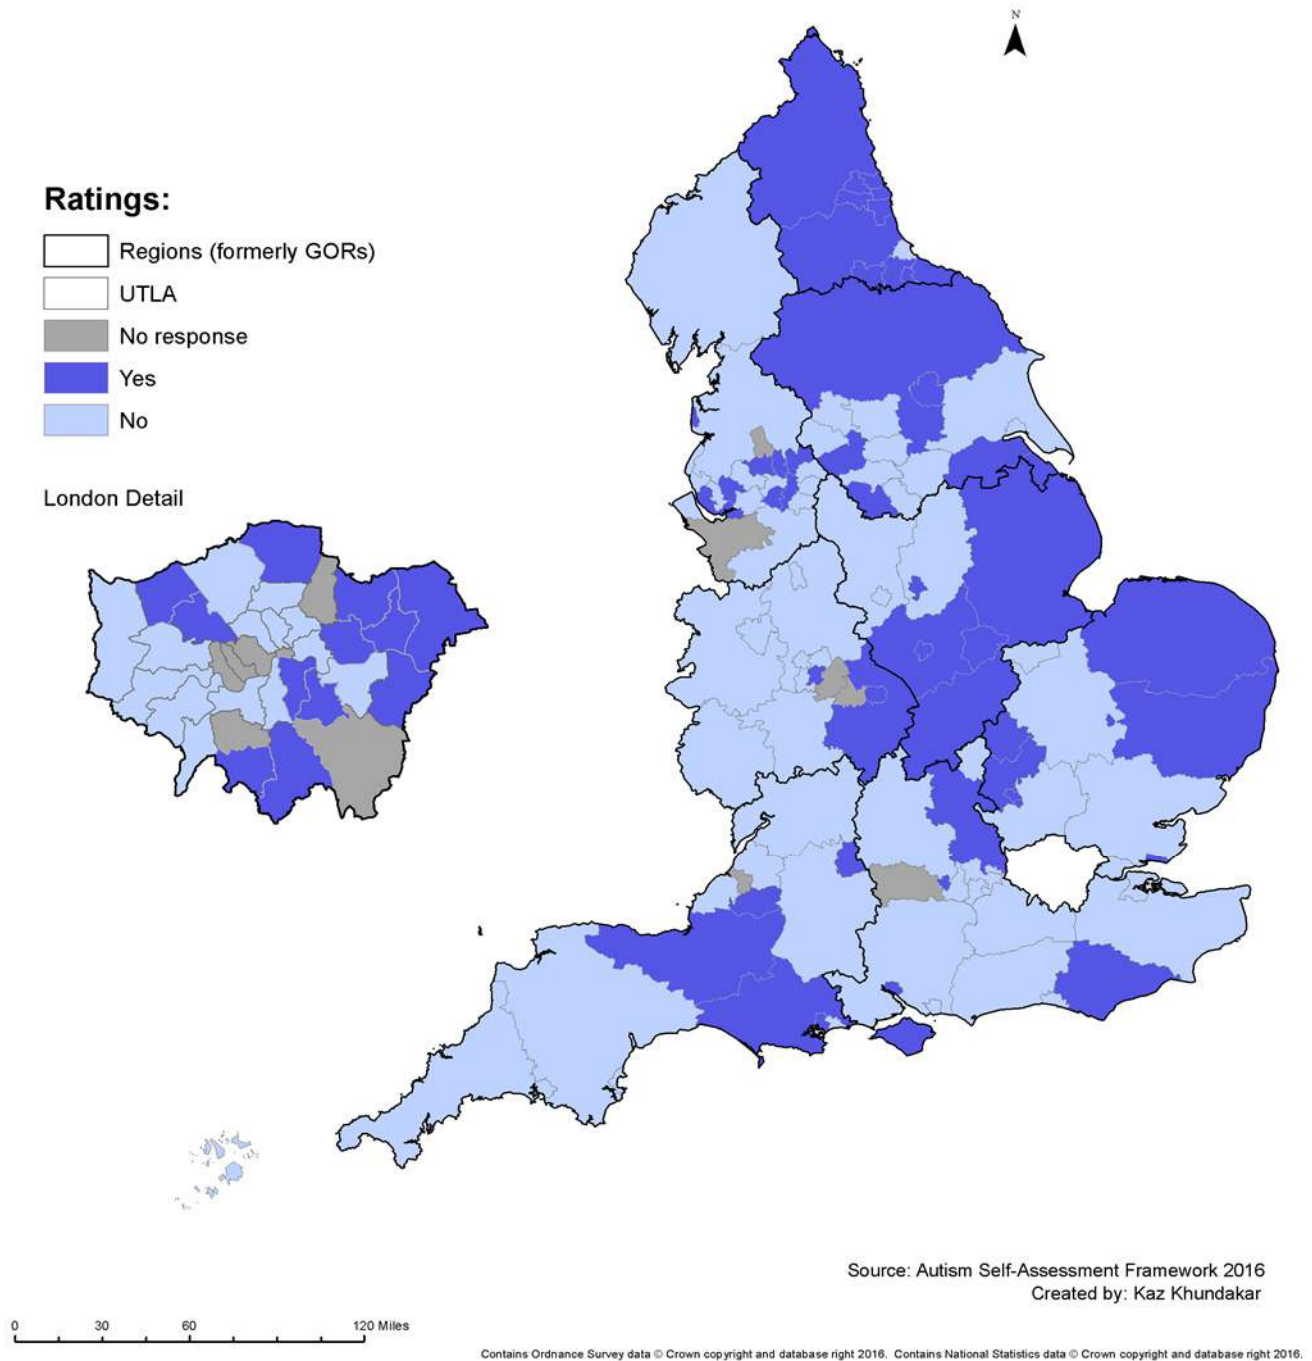 N
Ratings:
Regions (formerly GORs)
UTLA
No response
Yes
No
London Detail
Source: Autism Self-Assessment Framework 2016
Created by: Kaz Khundakar
0 30 60 120 Miles
Contains Ordnance Survey data © Crown copyright and database right 2016. Contains National Statistics data © Crown copyright and database right 2016.